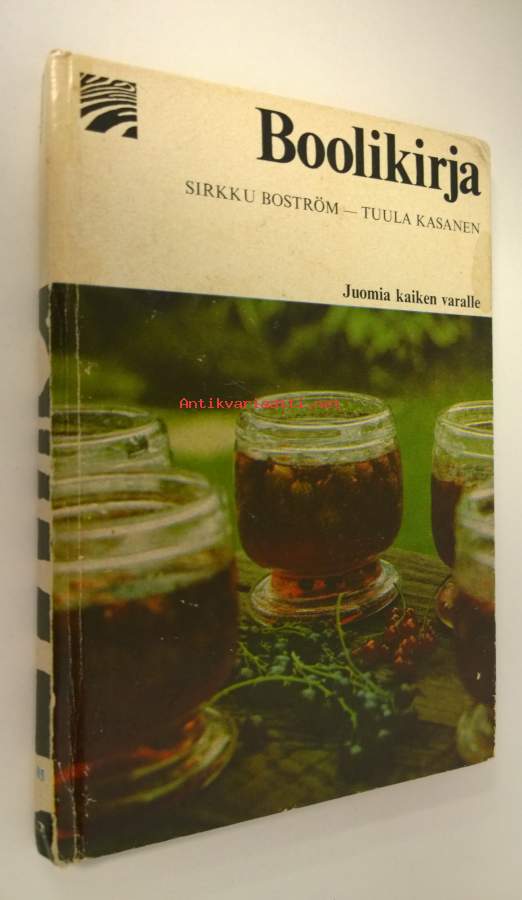 Boolikirja
SIRKKU BOSTRÖM — TUULA KASANEN
Juomia kaiken varalle
Antikvariaatti.net